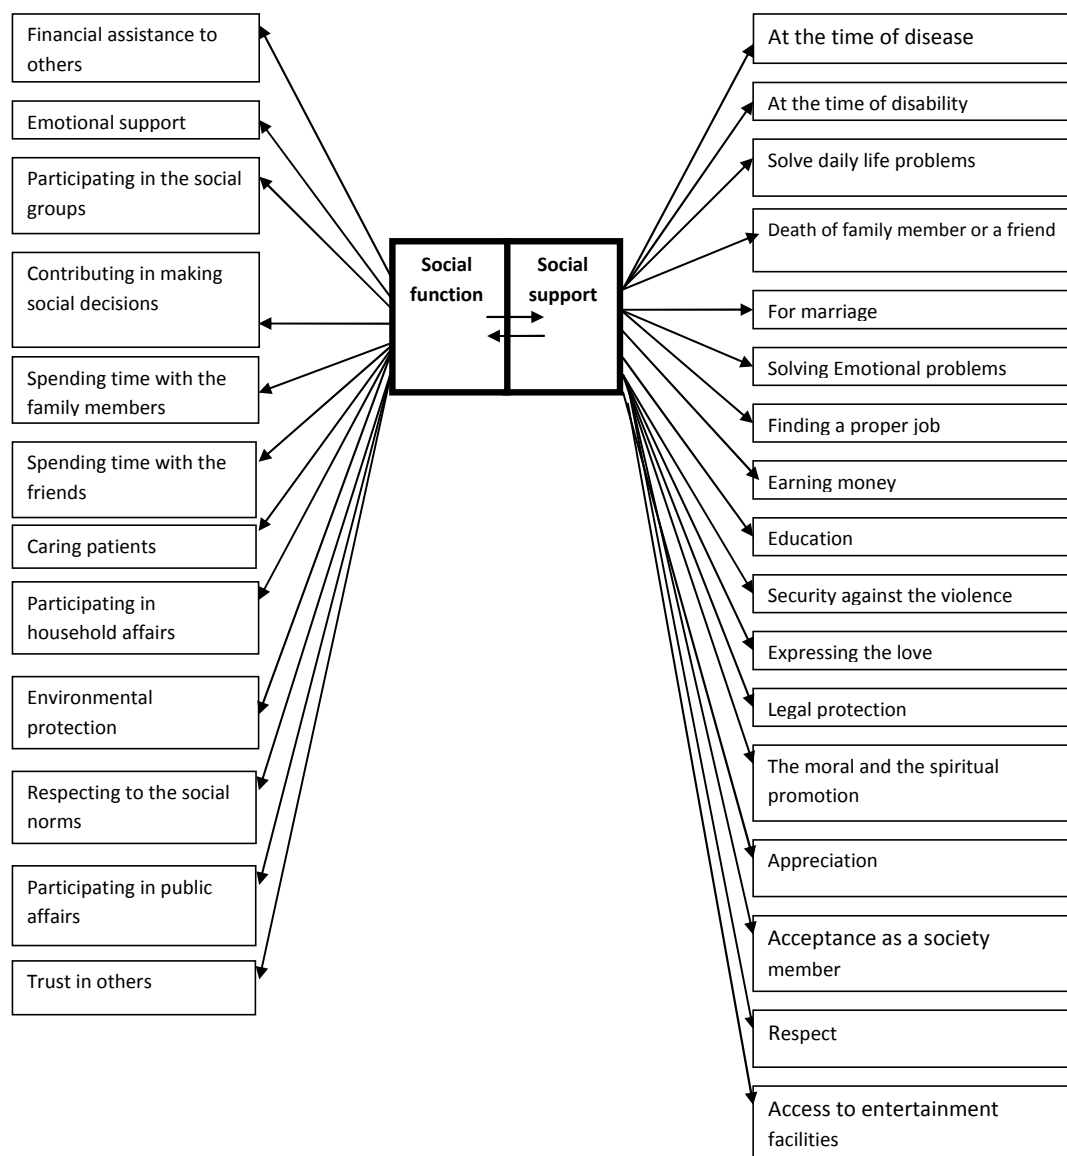 Financial assistance to
others
Emotional support
Participating in the social
groups
Contributing in making
social decisions
Spending time with the
family members
Spending time with the
friends
Caring patients
Participating in
household affairs
Environmental
protection
Respecting to the social
norms
Participating in public
affairs
Trust in others
Social
function
Social
support
At the time of disease
At the time of disability
Solve daily life problems
Death of family member or a friend
For marriage
Solving Emotional problems
Finding a proper job
Earning money
Education
Security against the violence
Expressing the love
Legal protection
The moral and the spiritual
promotion
Appreciation
Acceptance as a society
member
Respect
Access to entertainment
facilities